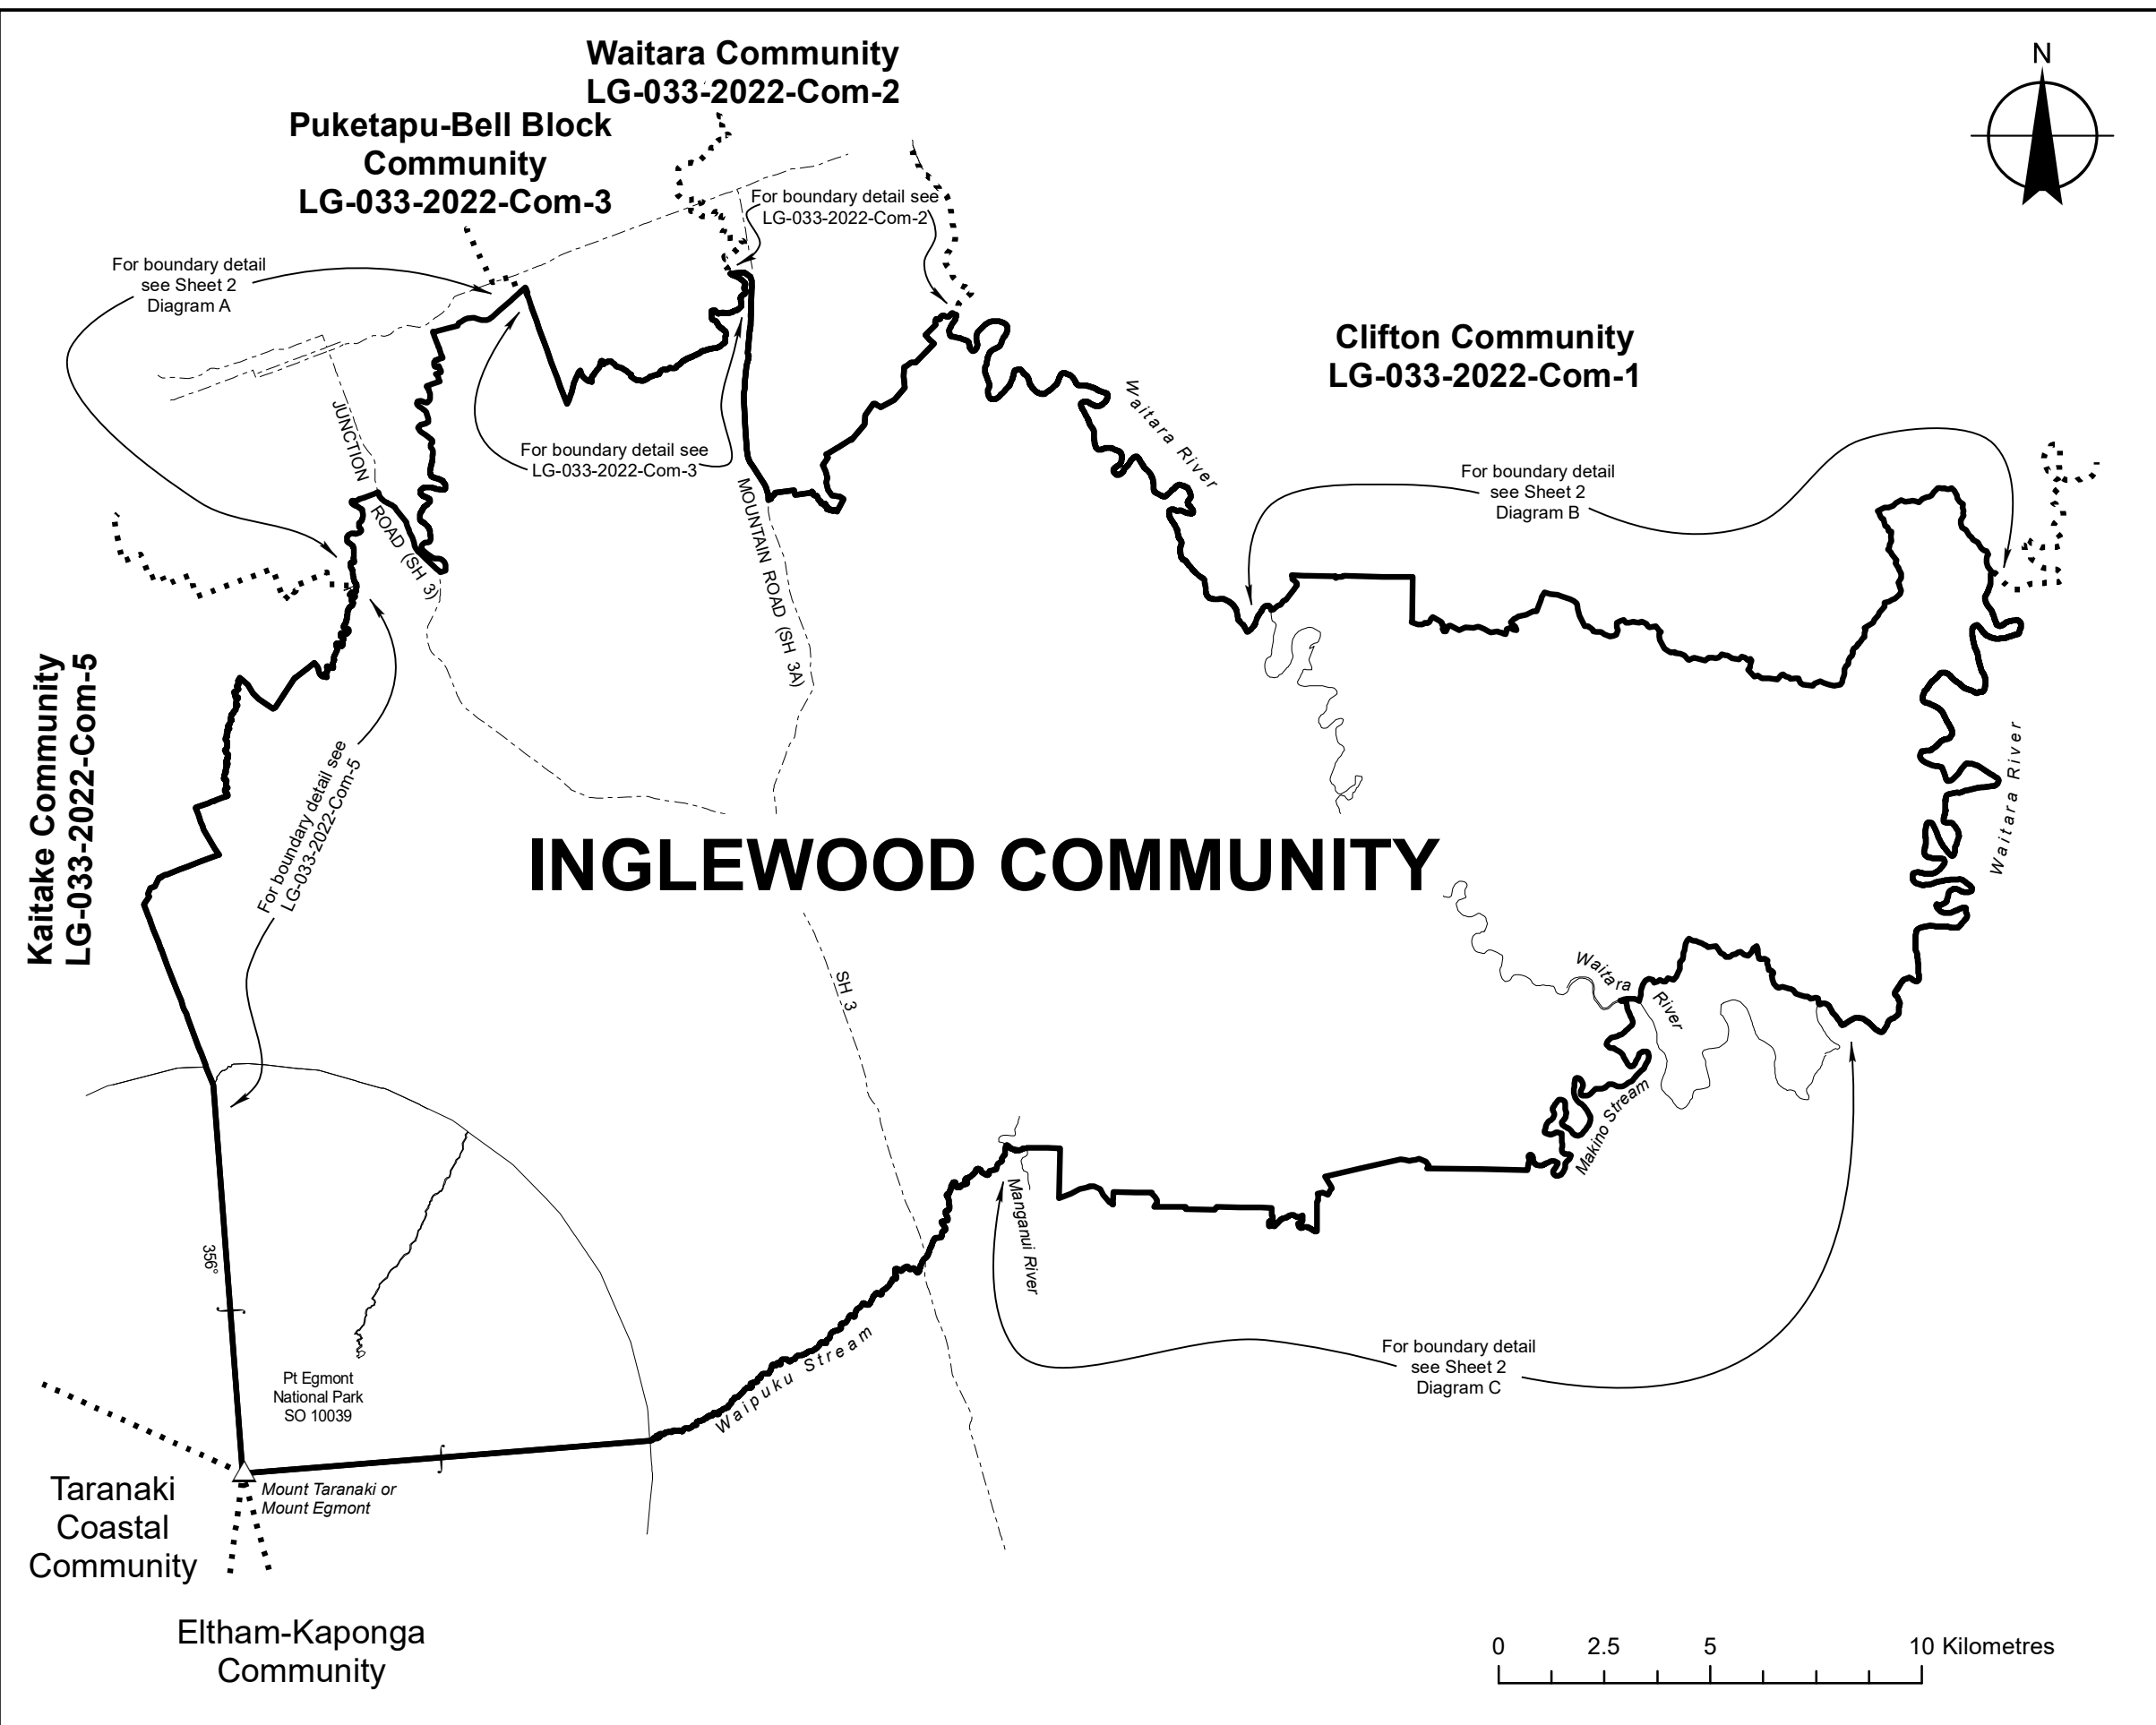 Waitara Community
LG-033-2022-Com-2
N
Puketapu-Bell Block
Community
LG-033-2022-Com-3
For boundary detail see
LG-033-2022-Com-2
For boundary detail
see Sheet 2
Diagram A
Clifton Community
LG-033-2022-Com-1
JUNCTION
ROAD (SH 3)
For boundary detail see
LG-033-2022-Com-3
Waitara River
For boundary detail
see Sheet 2
Diagram B
MOUNTAIN ROAD (SH 3A)
Kaitake Community
LG-033-2022-Com-5
For boundary detail see
LG-033-2022-Com-5
Waitara River
INGLEWOOD COMMUNITY
SH 3
Waitara
River
Makino Stream
Manganui River
356°
Waipuku Stream
For boundary detail
see Sheet 2
Diagram C
Pt Egmont
National Park
SO 10039
Mount Taranaki or
Mount Egmont
Taranaki
Coastal
Community
Eltham-Kaponga
Community
0 2.5 5 10 Kilometres